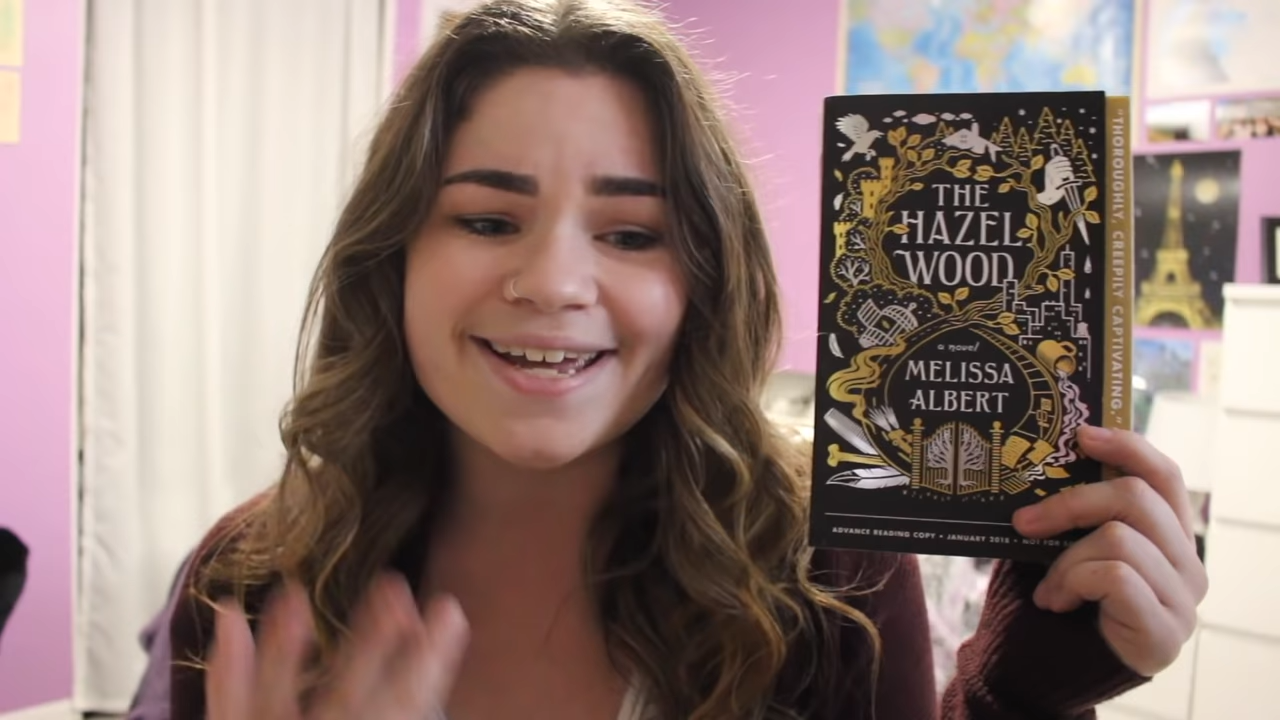 THE
HAZEL
WOOD
a novel
MELISSA
ALBERT
ADVANCE READING COPY • JANUARY 2018 • NOT FOR
"THOROUGHLY, CREEPILY CAPTIVATING."